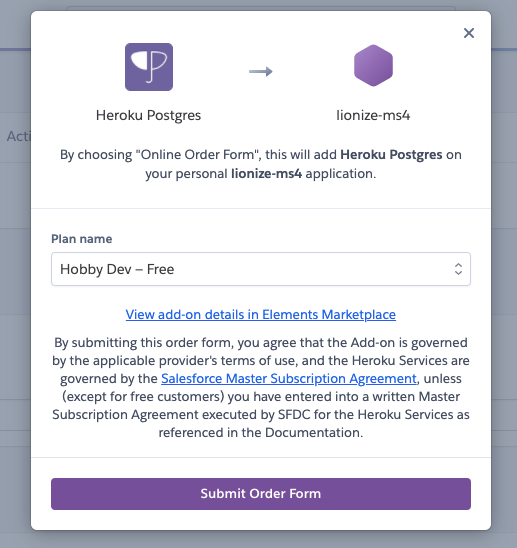 Acti
Heroku Postgres
lionize-ms4
By choosing "Online Order Form", this will add Heroku Postgres on
your personal lionize-ms4 application.
Plan name
Hobby Dev – Free
View add-on details in Elements Marketplace
By submitting this order form, you agree that the Add-on is governed
by the applicable provider's terms of use, and the Heroku Services are
governed by the Salesforce Master Subscription Agreement, unless
(except for free customers) you have entered into a written Master
Subscription Agreement executed by SFDC for the Heroku Services as
referenced in the Documentation.
Submit Order Form